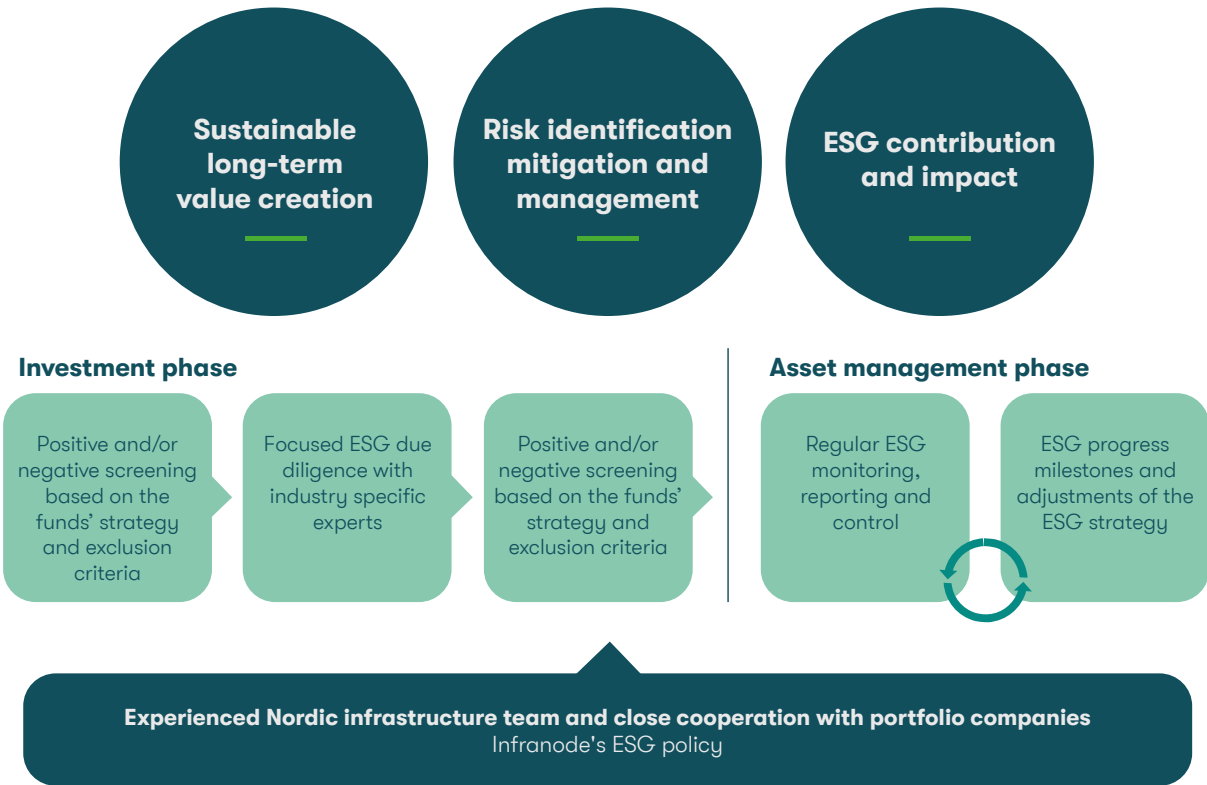 Sustainable
long-term
value creation
Risk identification
mitigation and
management
ESG contribution
and impact
Investment phase
Positive and/or
negative screening
based on the
funds’ strategy
and exclusion
criteria
Focused ESG due
diligence with
industry specific
experts
Positive and/or
negative screening
based on the funds’
strategy and
exclusion criteria
Asset management phase
Regular ESG
monitoring,
reporting and
control
ESG progress
milestones and
adjustments of the
ESG strategy
Experienced Nordic infrastructure team and close cooperation with portfolio companies
Infranode's ESG policy